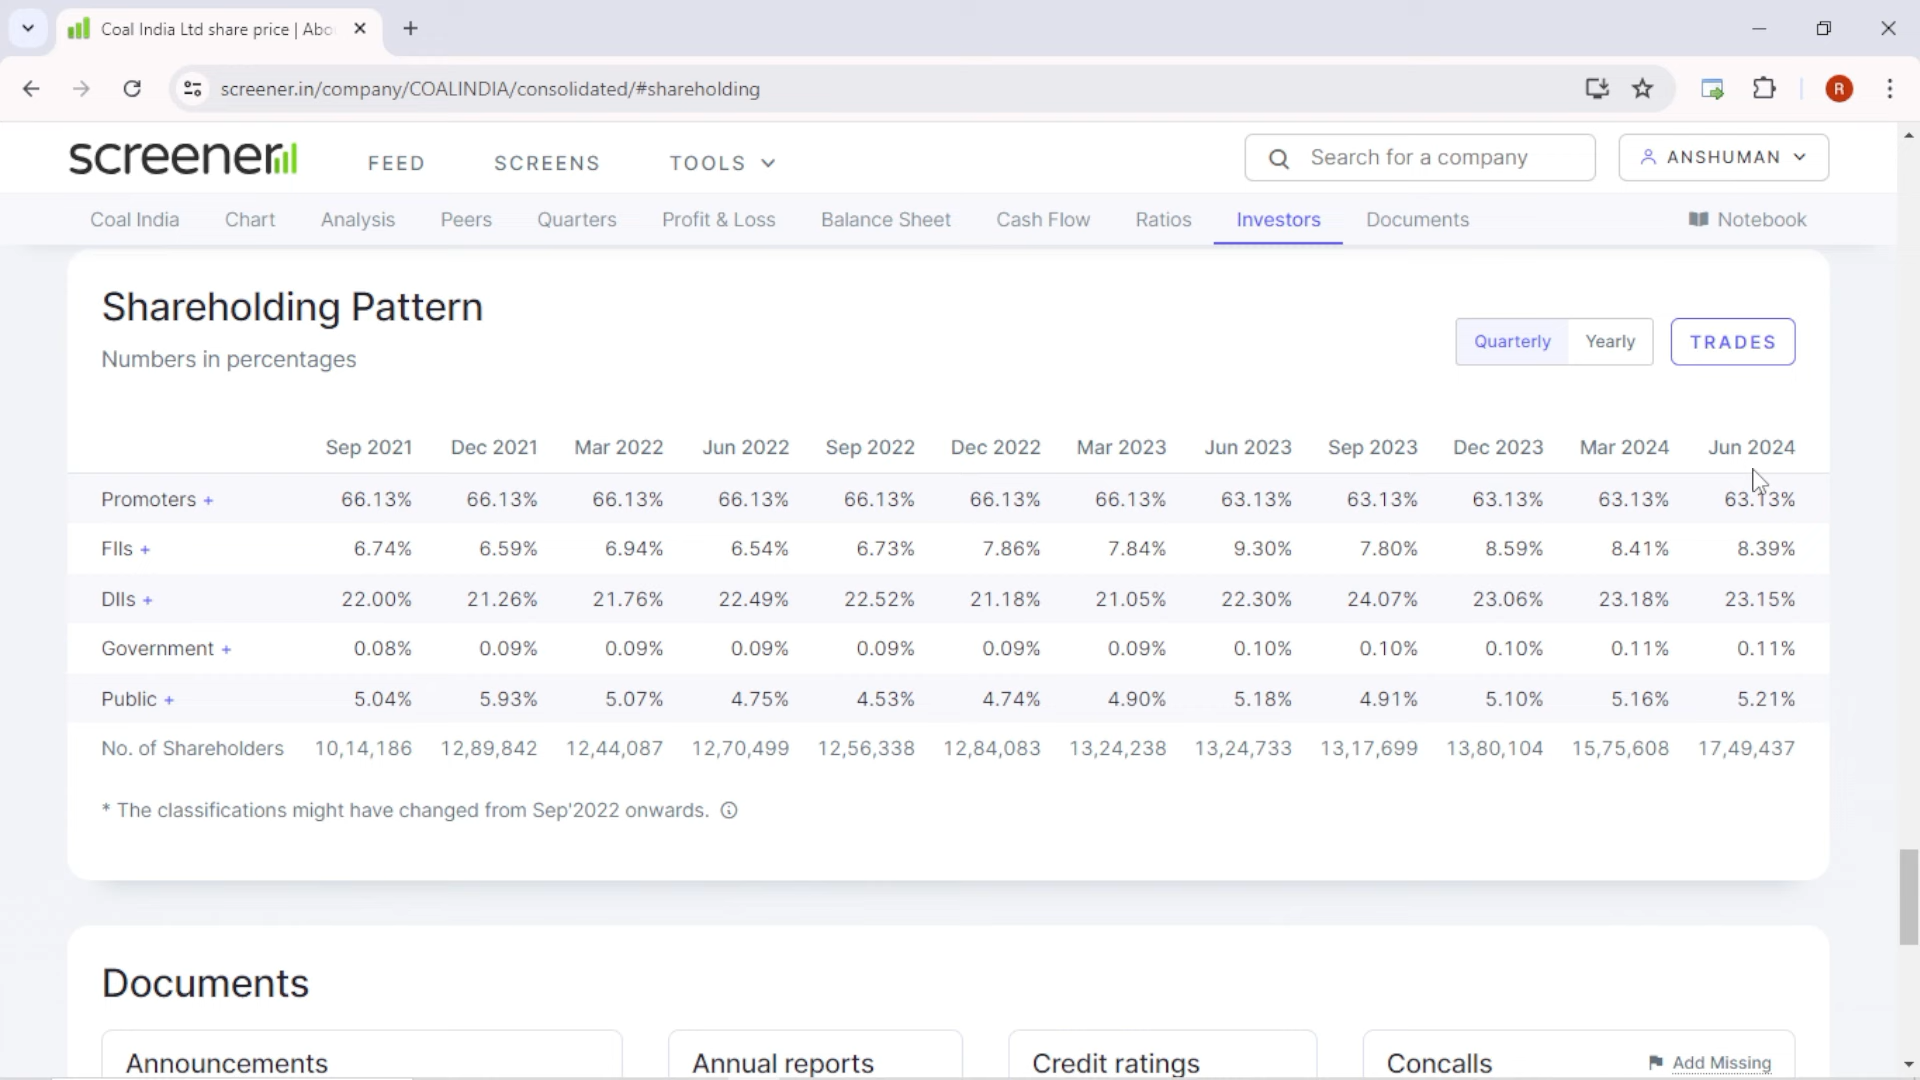 Coal India Ltd share price | Abo
screener.in/company/COALINDIA/consolidated/#shareholding
R
screener
FEED SCREENS TOOLS
Search for a company
ANSHUMAN
Coal India Chart Analysis Peers Quarters Profit & Loss Balance Sheet Cash Flow Ratios Investors Documents Notebook
Shareholding Pattern
Numbers in percentages
Quarterly Yearly TRADES
Sep 2021 Dec 2021 Mar 2022 Jun 2022 Sep 2022 Dec 2022 Mar 2023 Jun 2023 Sep 2023 Dec 2023 Mar 2024 Jun 2024
Promoters + 66.13% 66.13% 66.13% 66.13% 66.13% 66.13% 66.13% 63.13% 63.13% 63.13% 63.13% 63.13%
FIIs + 6.74% 6.59% 6.94% 6.54% 6.73% 7.86% 7.84% 9.30% 7.80% 8.59% 8.41% 8.39%
DIIs + 22.00% 21.26% 21.76% 22.49% 22.52% 21.18% 21.05% 22.30% 24.07% 23.06% 23.18% 23.15%
Government + 0.08% 0.09% 0.09% 0.09% 0.09% 0.09% 0.09% 0.10% 0.10% 0.10% 0.11% 0.11%
Public + 5.04% 5.93% 5.07% 4.75% 4.53% 4.74% 4.90% 5.18% 4.91% 5.10% 5.16% 5.21%
No. of Shareholders 10,14,186 12,89,842 12,44,087 12,70,499 12,56,338 12,84,083 13,24,238 13,24,733 13,17,699 13,80,104 15,75,608 17,49,437
* The classifications might have changed from Sep'2022 onwards.
Documents
Announcements Annual reports Credit ratings Concalls Add Missing